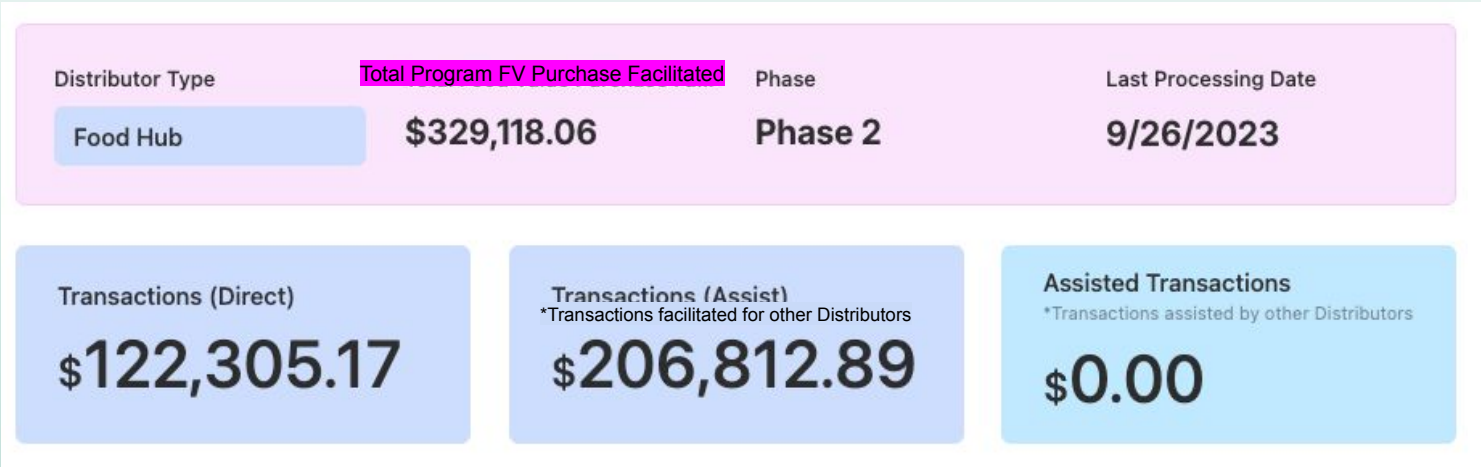 Distributor Type
Total Program FV Purchase Facilitated
Phase
Last Processing Date
Food Hub
$329,118.06
Phase 2
9/26/2023
Transactions (Direct)
$122,305.17
Transactions (Assist)
*Transactions facilitated for other Distributors
$206,812.89
Assisted Transactions
*Transactions assisted by other Distributors
$0.00